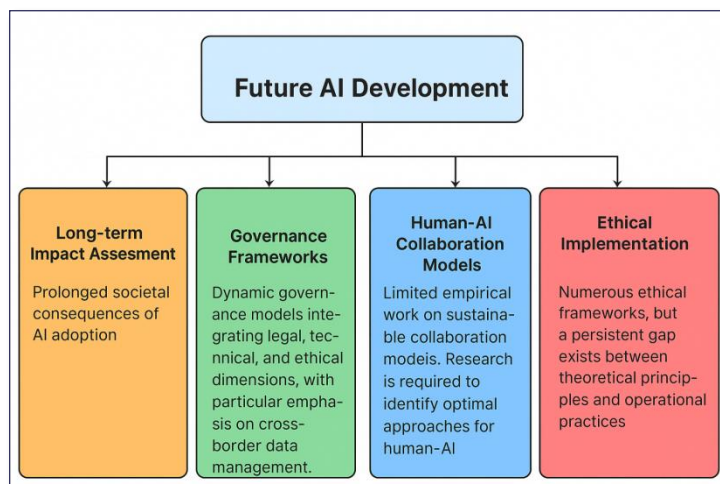 Future AI Development
Long-term
Impact Assesment
Prolonged societal
consequences of
AI adoption
Governance
Frameworks
Dynamic govern-
ance models inte-
grating legal, tec-
nnical, and ethical
dimensions, with
particular empha-
sis on cross-
border data
management.
Human-AI
Collaboration
Models
Limited empirical
work on sustaina-
ble collaboration
modeis. Research
is required to
identify optimal
approaches for
human-AI
Ethical
Implementation
Numerous ethical
frameworks, but
a persistent gap
exists between
theoretical princip-
ples and operational
practices